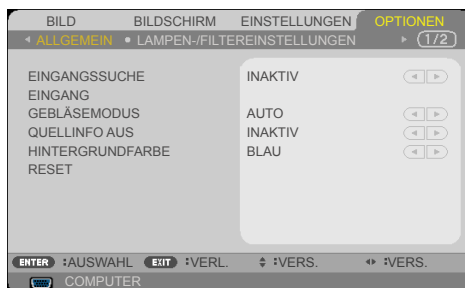 BILD BILDSCHIRM EINSTELLUNGEN OPTIONEN
ALLGEMEIN • LAMPEN-/FILTEREINSTELLUNGEN (1/2)
EINGANGSSUCHE INAKTIV
EINGANG
GEBLÄSEMODUS AUTO
QUELLINFO AUS INAKTIV
HINTERGRUNDFARBE BLAU
RESET
ENTER :AUSWAHL EXIT :VERL. :VERS. :VERS.
COMPUTER